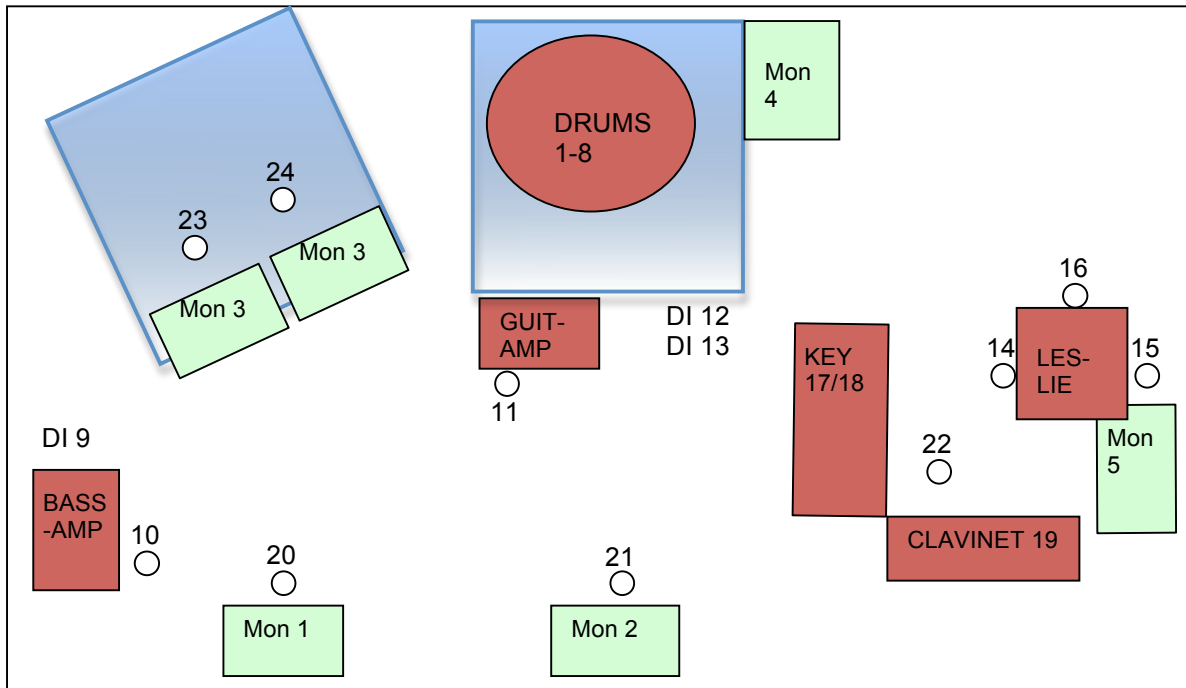 Mon
4
DRUMS
1-8
24
23
Mon 3
Mon 3
16
GUIT-
AMP
DI 12
DI 13
KEY
17/18
14
LES-
LIE
15
11
DI 9
22
Mon
5
BASS
-AMP
10
20
21
CLAVINET 19
Mon 1
Mon 2